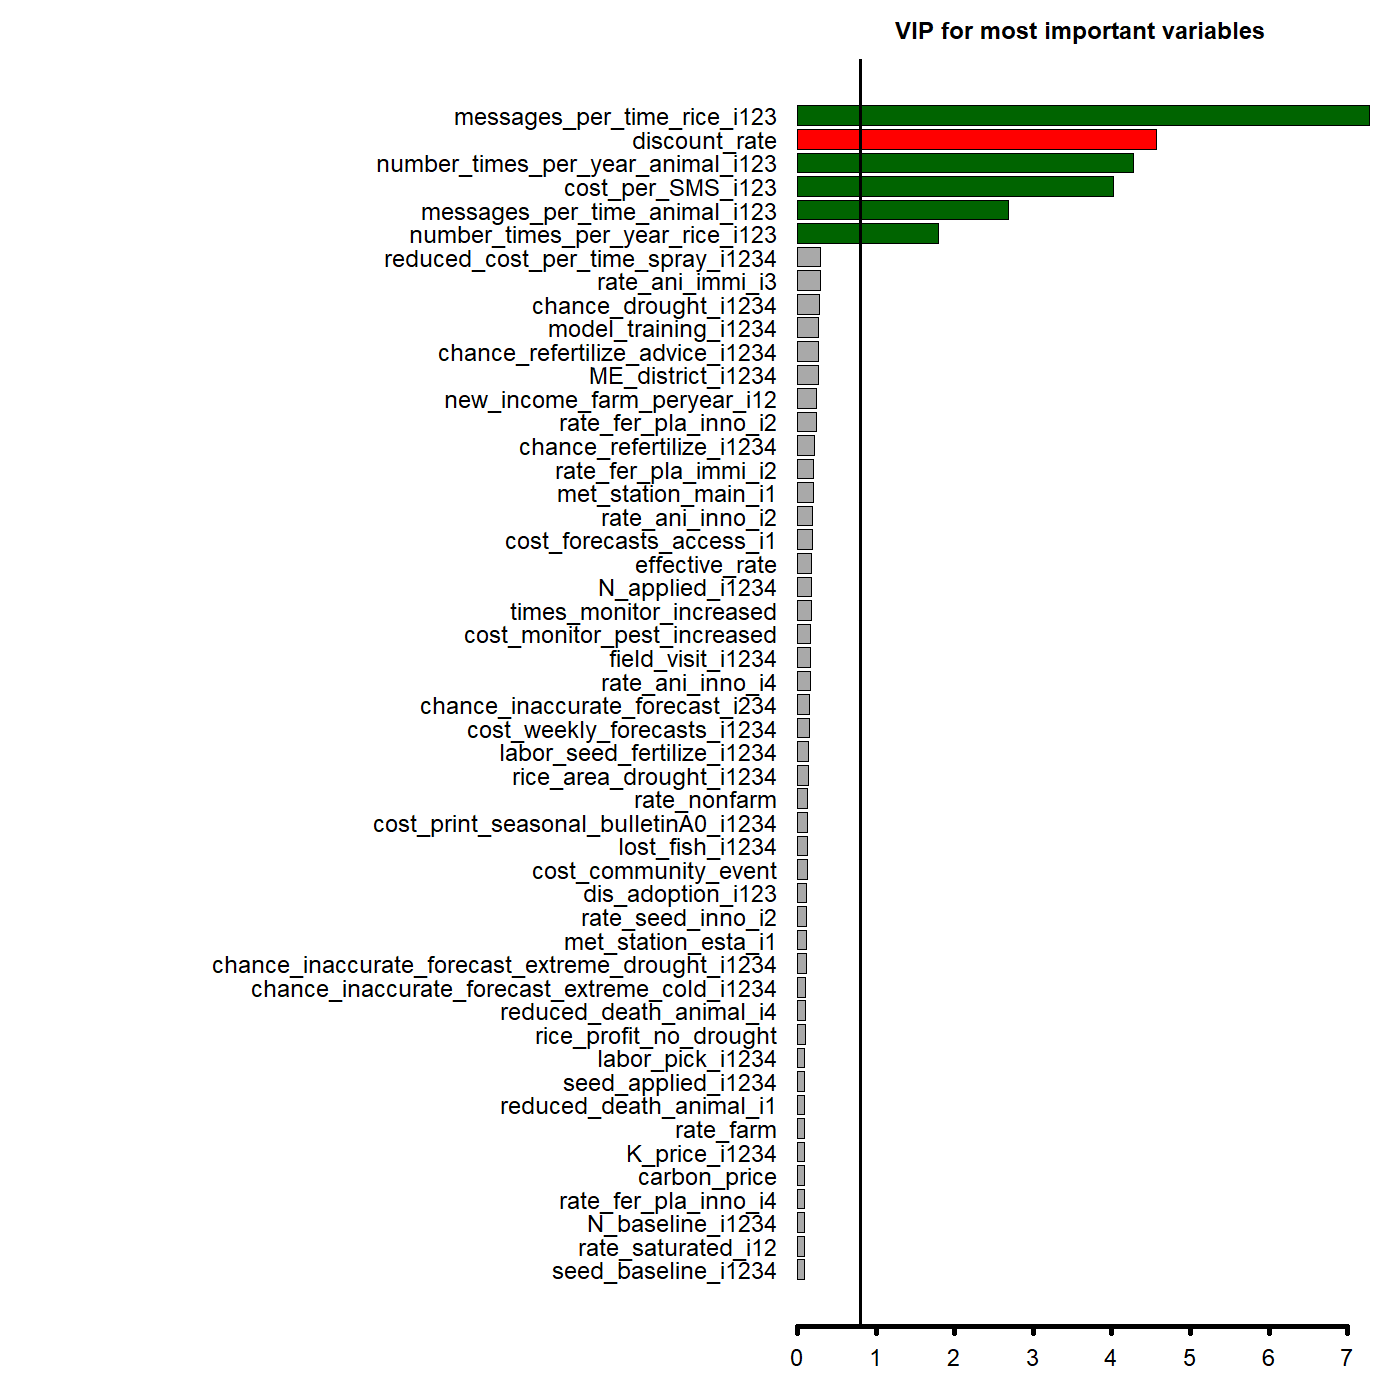 VIP for most important variables
messages_per_time_rice_i123
discount_rate
number_times_per_year_animal_i123
cost_per_SMS_i123
messages_per_time_animal_i123
number_times_per_year_rice_i123
reduced_cost_per_time_spray_i1234
rate_ani_immi_i3
chance_drought_i1234
model_training_i1234
chance_refertilize_advice_i1234
ME_district_i1234
new_income_farm_peryear_i12
rate_fer_pla_inno_i2
chance_refertilize_i1234
rate_fer_pla_immi_i2
met_station_main_i1
rate_ani_inno_i2
cost_forecasts_access_i1
effective_rate
N_applied_i1234
times_monitor_increased
cost_monitor_pest_increased
field_visit_i1234
rate_ani_inno_i4
chance_inaccurate_forecast_i234
cost_weekly_forecasts_i1234
labor_seed_fertilize_i1234
rice_area_drought_i1234
rate_nonfarm
cost_print_seasonal_bulletinA0_i1234
lost_fish_i1234
cost_community_event
dis_adoption_i123
rate_seed_inno_i2
met_station_esta_i1
chance_inaccurate_forecast_extreme_drought_i1234
chance_inaccurate_forecast_extreme_cold_i1234
reduced_death_animal_i4
rice_profit_no_drought
labor_pick_i1234
seed_applied_i1234
reduced_death_animal_i1
rate_farm
K_price_i1234
carbon_price
rate_fer_pla_inno_i4
N_baseline_i1234
rate_saturated_i12
seed_baseline_i1234
0 1 2 3 4 5 6 7